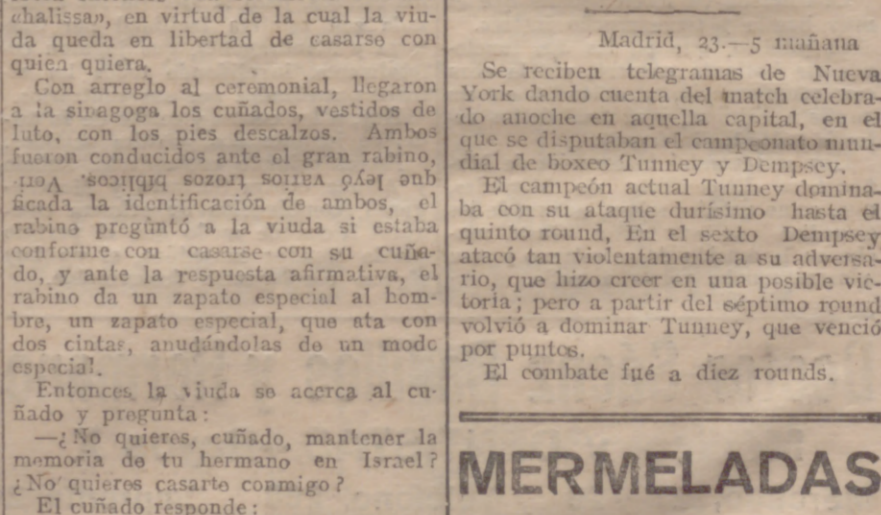 «halissa», en virtud de la cual la viu-
da queda en libertad de casarse con
quien quiera.
Con arreglo al ceremonial, llegaron
a la sinagoga los cuñados, vestidos de
luto, con los pies descalzos. Ambos
fueron conducidos ante el gran rabino,
que leyó varios trozos bíblicos. Veri-
ficada la identificación de ambos, el
rabino pregùntó a la viuda si estaba
conforme con casarse con su cuña-
do, y ante la respuesta afirmativa, el
rabino da un zapato especial al hom-
bre, un zapato especial, que ata con
dos cintas, anudándolas de un modo
especial.
Entonces la viuda se acerca al cu-
ñado y pregunta:
—¿No quieres, cuñado, mantener la
memoria de tu hermano en Israel?
¿No quieres casarte conmigo?
El cuñado responde:
Madrid, 23.—5 mañana
Se reciben telegramas de Nueva
York dando cuenta del match celebra-
do anoche en aquella capital, en el
que se disputaban el campeonato mun-
dial de boxeo Tunney y Dempsey.
El campeón actual Tunney domina-
ba con su ataque durísimo hasta el
quinto round, En el sexto Dempsey
atacó tan violentamente a su adversa-
rio, que hizo creer en una posible vic-
toria; pero a partir del séptimo round
volvió a dominar Tunney, que venció
por puntos.
El combate fué a diez rounds.
MERMELADAS